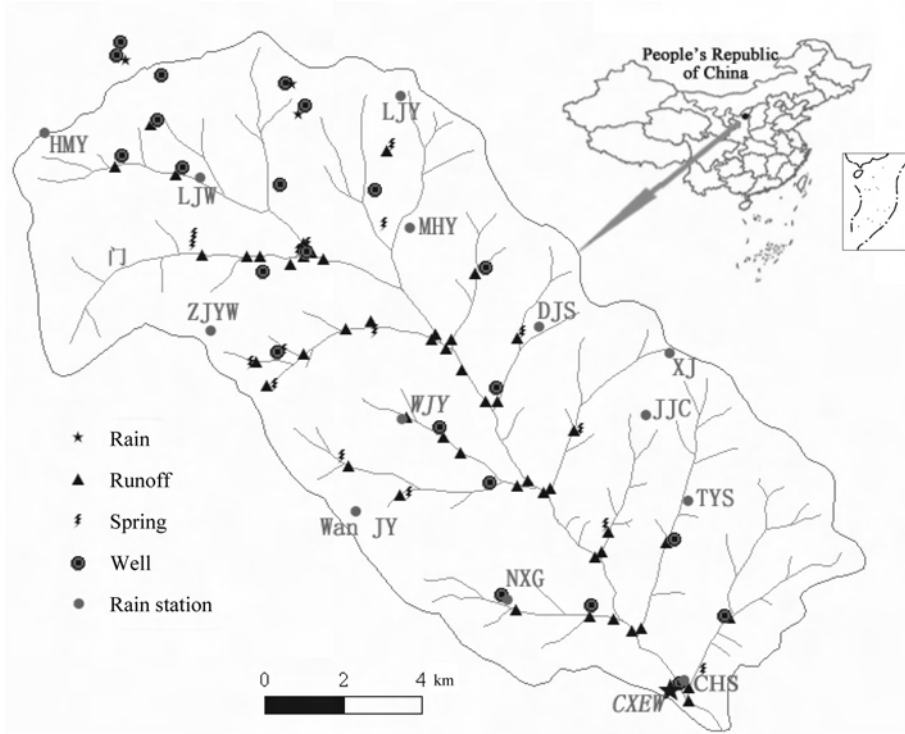 People's Republic
of China
LJY
HMY
LJW
MHY
门
ZJYW
DJS
XJ
WJY
JJC
Rain
Runoff
Spring
Well
Rain station
TYS
Wan JY
NXG
0 2 4 km
CHS
CXEW